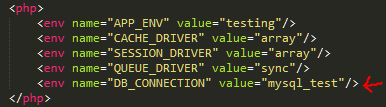 <php>
<env name="APP_ENV" value="testing"/>
<env name="CACHE_DRIVER" value="array"/>
<env name="SESSION_DRIVER" value="array"/>
<env name="QUEUE_DRIVER" value="sync"/>
<env name="DB_CONNECTION" value="mysql_test"/>
</php>